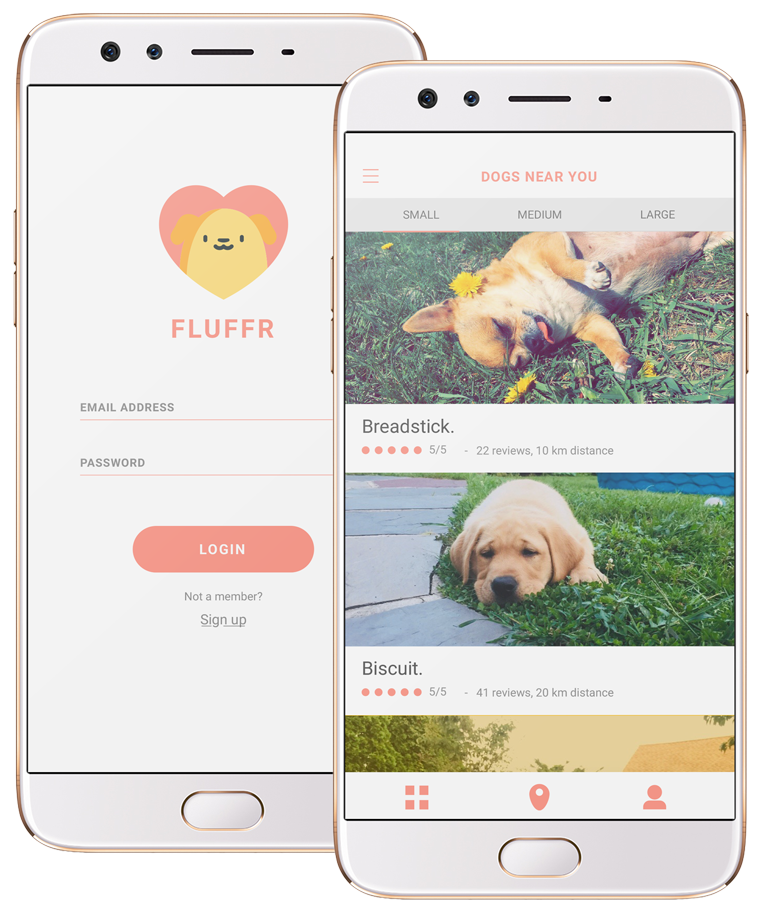 FLUFFR
EMAIL ADDRESS
PASSWORD
LOGIN
Not a member?
Sign up
DOGS NEAR YOU
SMALL MEDIUM LARGE
Breadstick.
5/5 - 22 reviews, 10 km distance
Biscuit.
5/5 - 41 reviews, 20 km distance